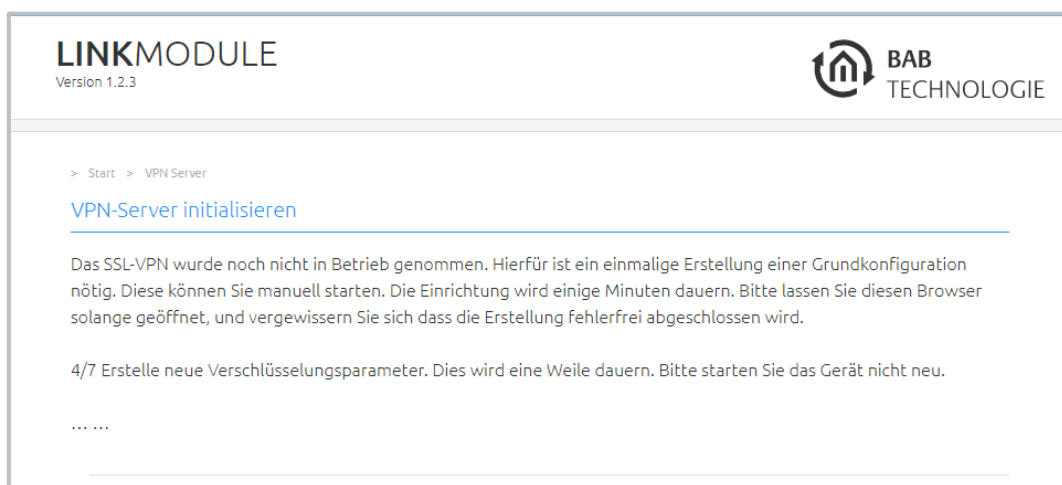 LINKMODULE
Version 1.2.3
BAB
TECHNOLOGIE
> Start > VPN Server
VPN-Server initialisieren
Das SSL-VPN wurde noch nicht in Betrieb genommen. Hierfür ist ein einmalige Erstellung einer Grundkonfiguration
nötig. Diese können Sie manuell starten. Die Einrichtung wird einige Minuten dauern. Bitte lassen Sie diesen Browser
solange geöffnet, und vergewissern Sie sich dass die Erstellung fehlerfrei abgeschlossen wird.
4/7 Erstelle neue Verschlüsselungsparameter. Dies wird eine Weile dauern. Bitte starten Sie das Gerät nicht neu.
... ...